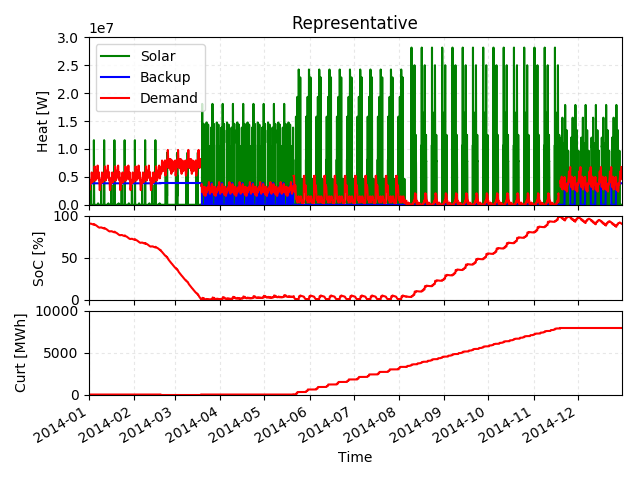 Representative
1e7
3.0
2.5
2.0
1.5
1.0
0.5
0.0
Heat [W]
Solar
Backup
Demand
100
50
0
SoC [%]
10000
5000
0
Curt [MWh]
2014-01
2014-02
2014-03
2014-04
2014-05
2014-06
2014-07
2014-08
2014-09
2014-10
2014-11
2014-12
Time